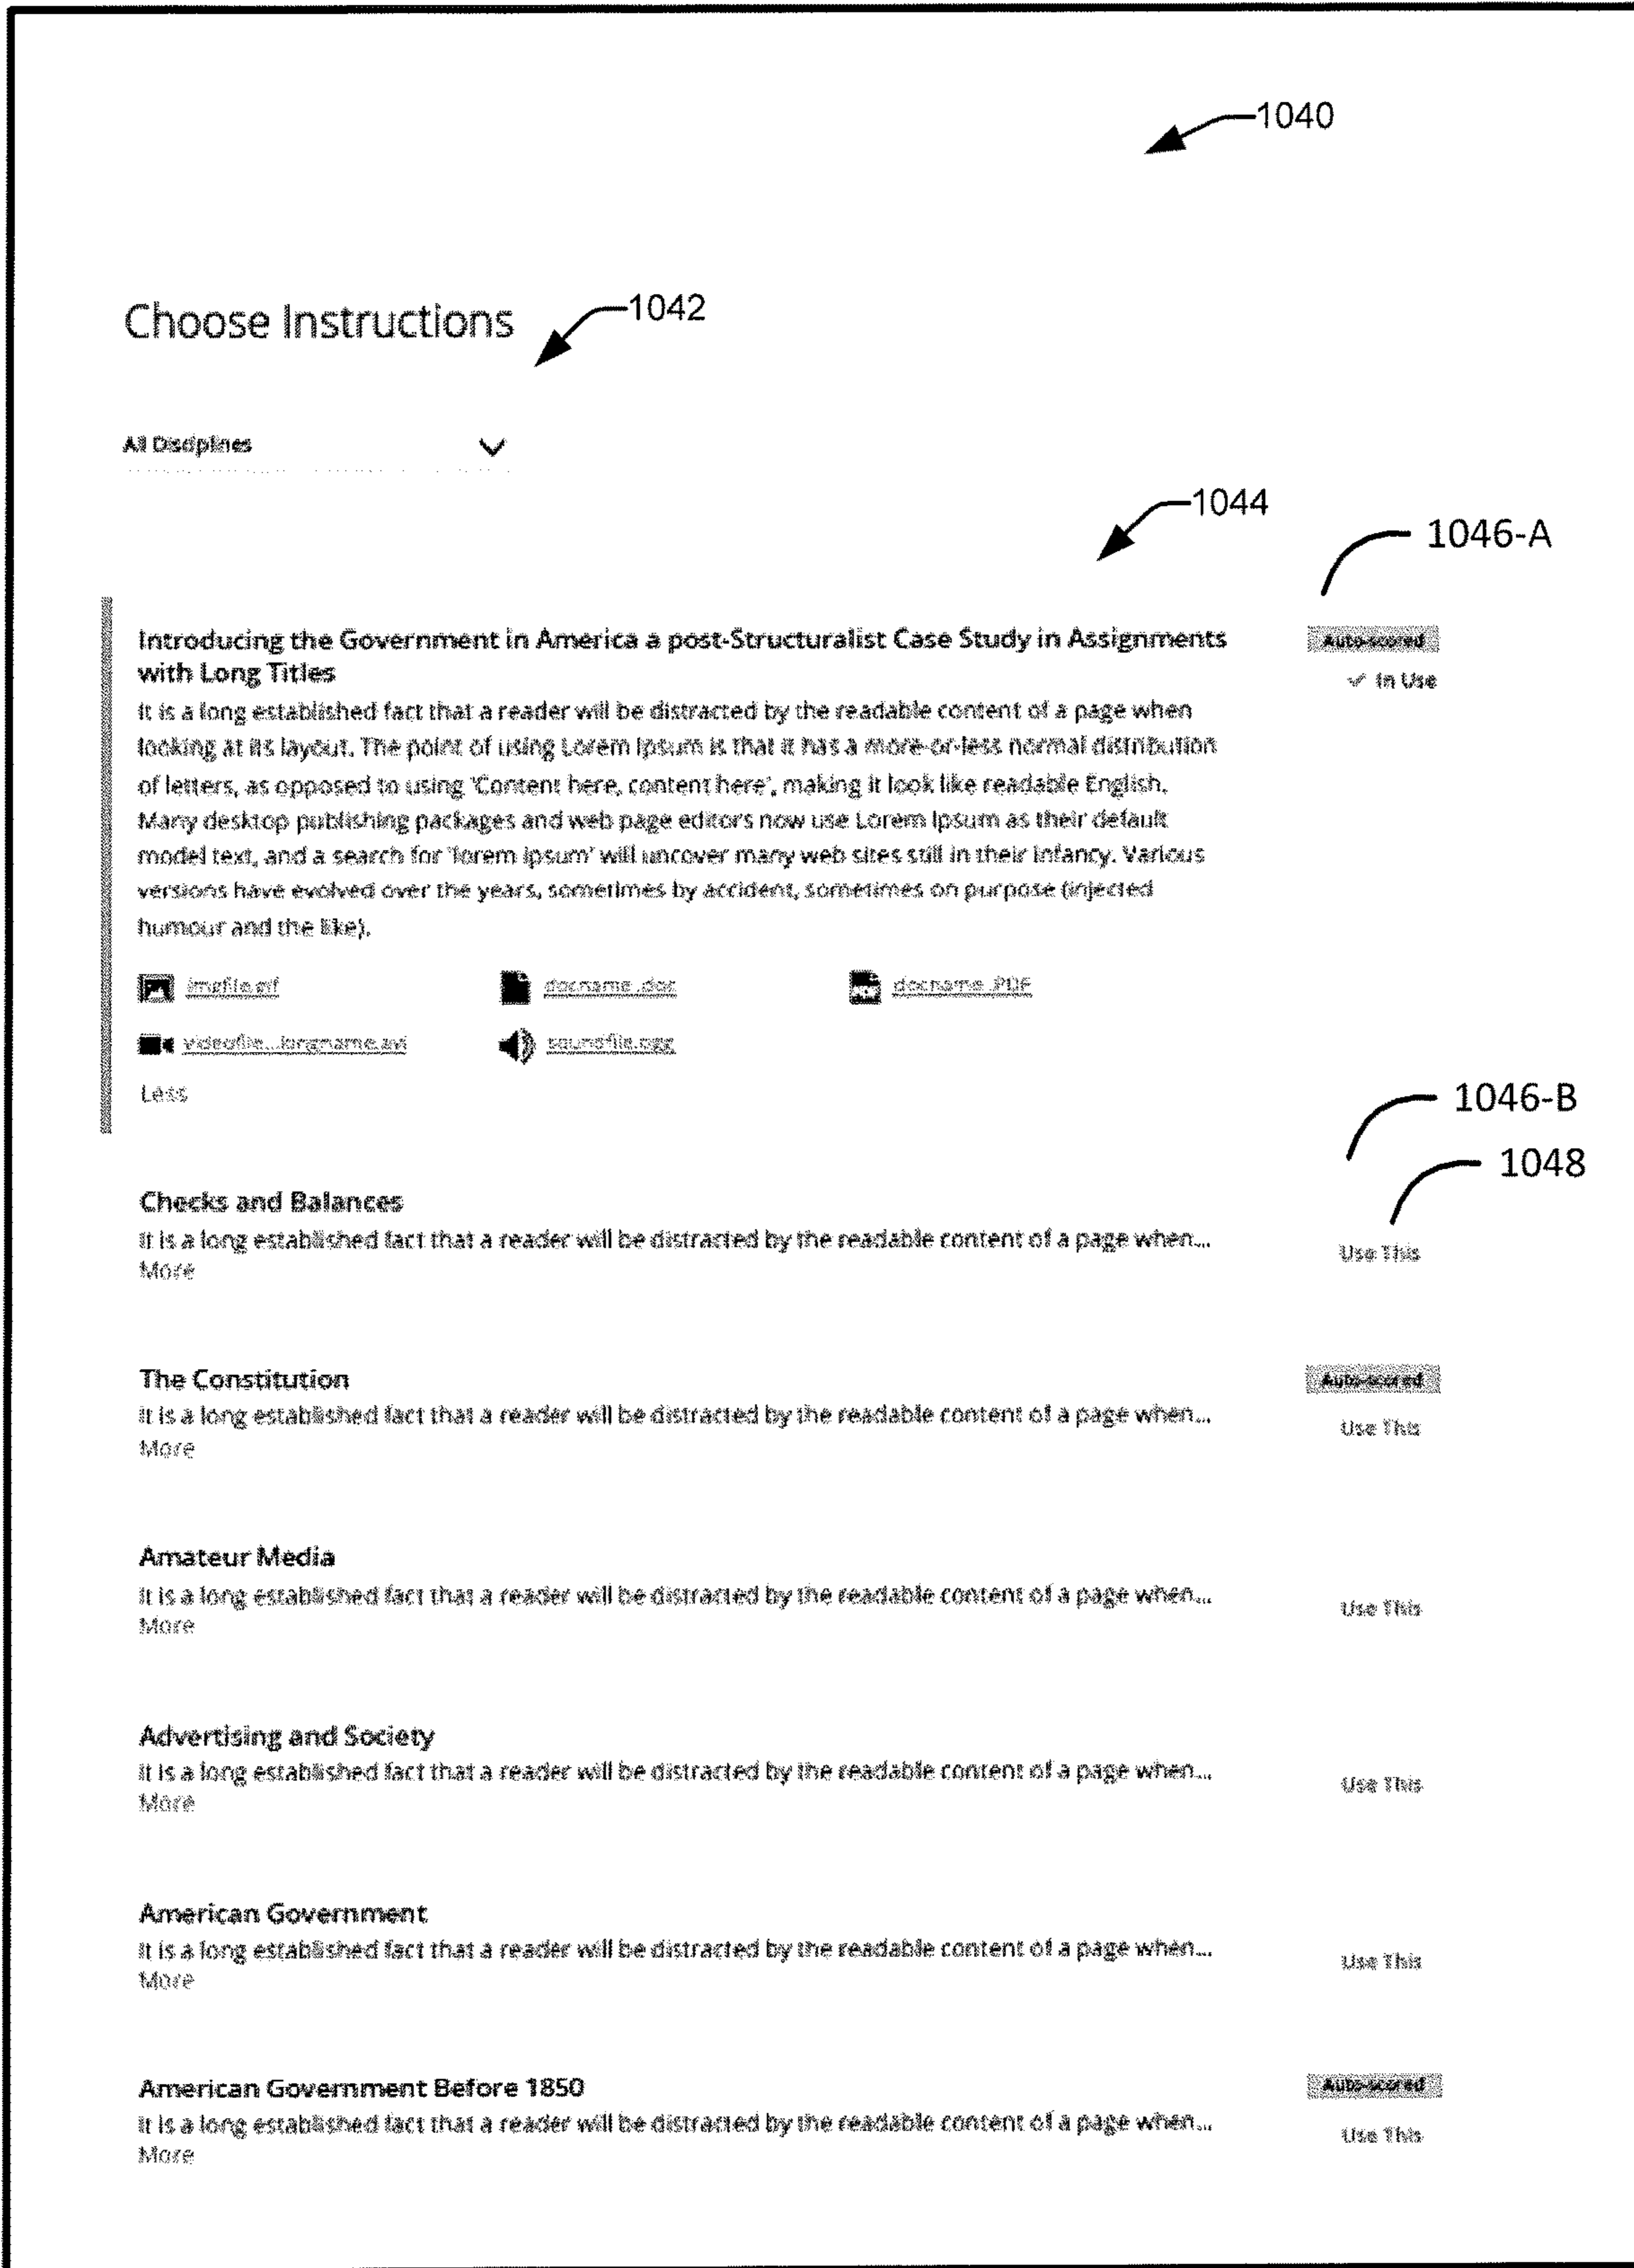 1040
Choose Instructions
1042
All Disciplines
1044
1046-A
Introducing the Government in America a post-Structuralist Case Study in Assignments
with Long Titles
Auto-scored
In Use
It is a long established fact that a reader will be distracted by the readable content of a page when
looking at its layout. The point of using Lorem Ipsum is that it has a more-or-less normal distribution
of letters, as opposed to using 'Content here, content here', making it look like readable English.
Many desktop publishing packages and web page editors now use Lorem Ipsum as their default
model text, and a search for 'lorem ipsum' will uncover many web sites still in their infancy. Various
versions have evolved over the years, sometimes by accident, sometimes on purpose (injected
humour and the like).
imgfile.gif docname .doc docname .PDF
videofile...longname.avi soundfile.ogg
Less
1046-B
1048
Checks and Balances
It is a long established fact that a reader will be distracted by the readable content of a page when...
More
Use This
The Constitution
Auto-scored
It is a long established fact that a reader will be distracted by the readable content of a page when...
More
Use This
Amateur Media
It is a long established fact that a reader will be distracted by the readable content of a page when...
More
Use This
Advertising and Society
It is a long established fact that a reader will be distracted by the readable content of a page when...
More
Use This
American Government
It is a long established fact that a reader will be distracted by the readable content of a page when...
More
Use This
American Government Before 1850
Auto-scored
It is a long established fact that a reader will be distracted by the readable content of a page when...
More
Use This